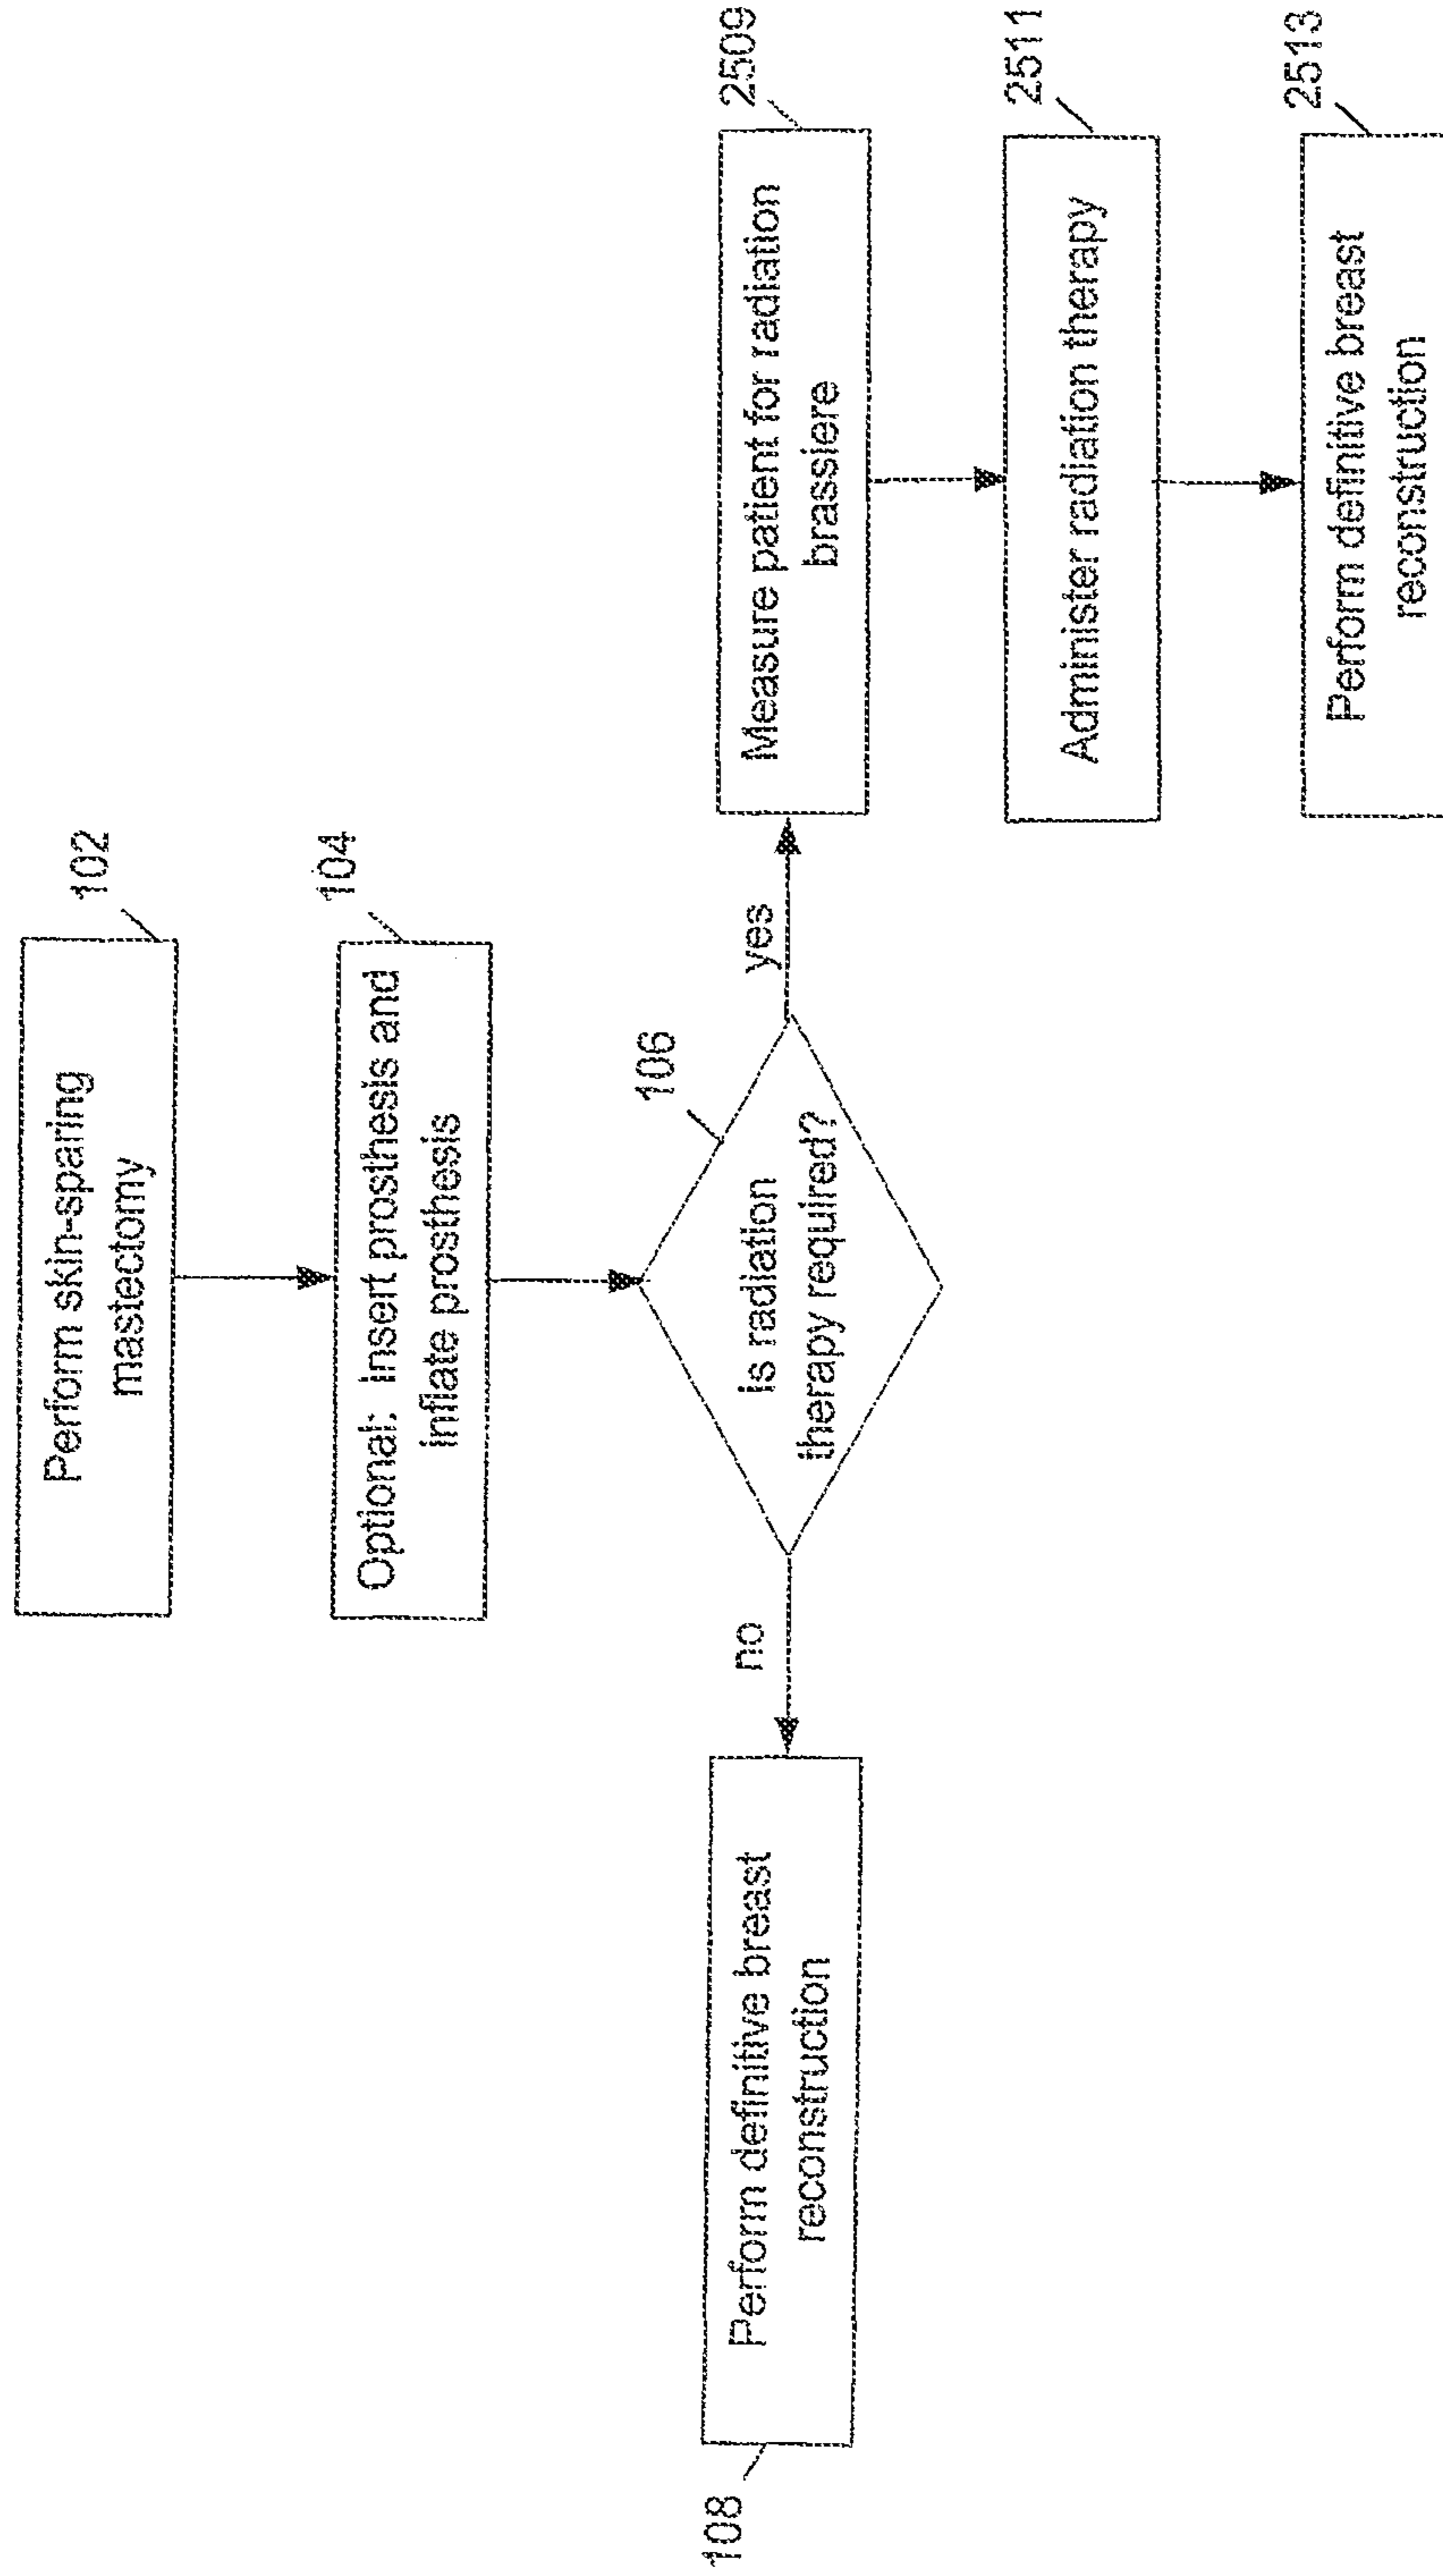 Perform skin-sparing
mastectomy
102
Optional: Insert prosthesis and
inflate prosthesis
104
Is radiation
therapy required?
106
no
yes
108
Perform definitive breast
reconstruction
Measure patient for radiation
brassiere
2509
Administer radiation therapy
2511
Perform definitive breast
reconstruction
2513